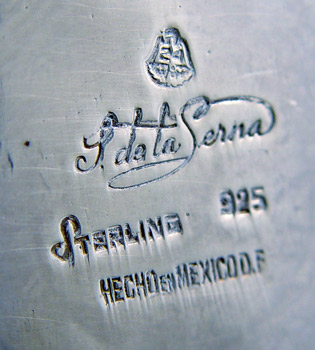 S. de la Serna
STERLING 925
HECHO EN MEXICO D.F